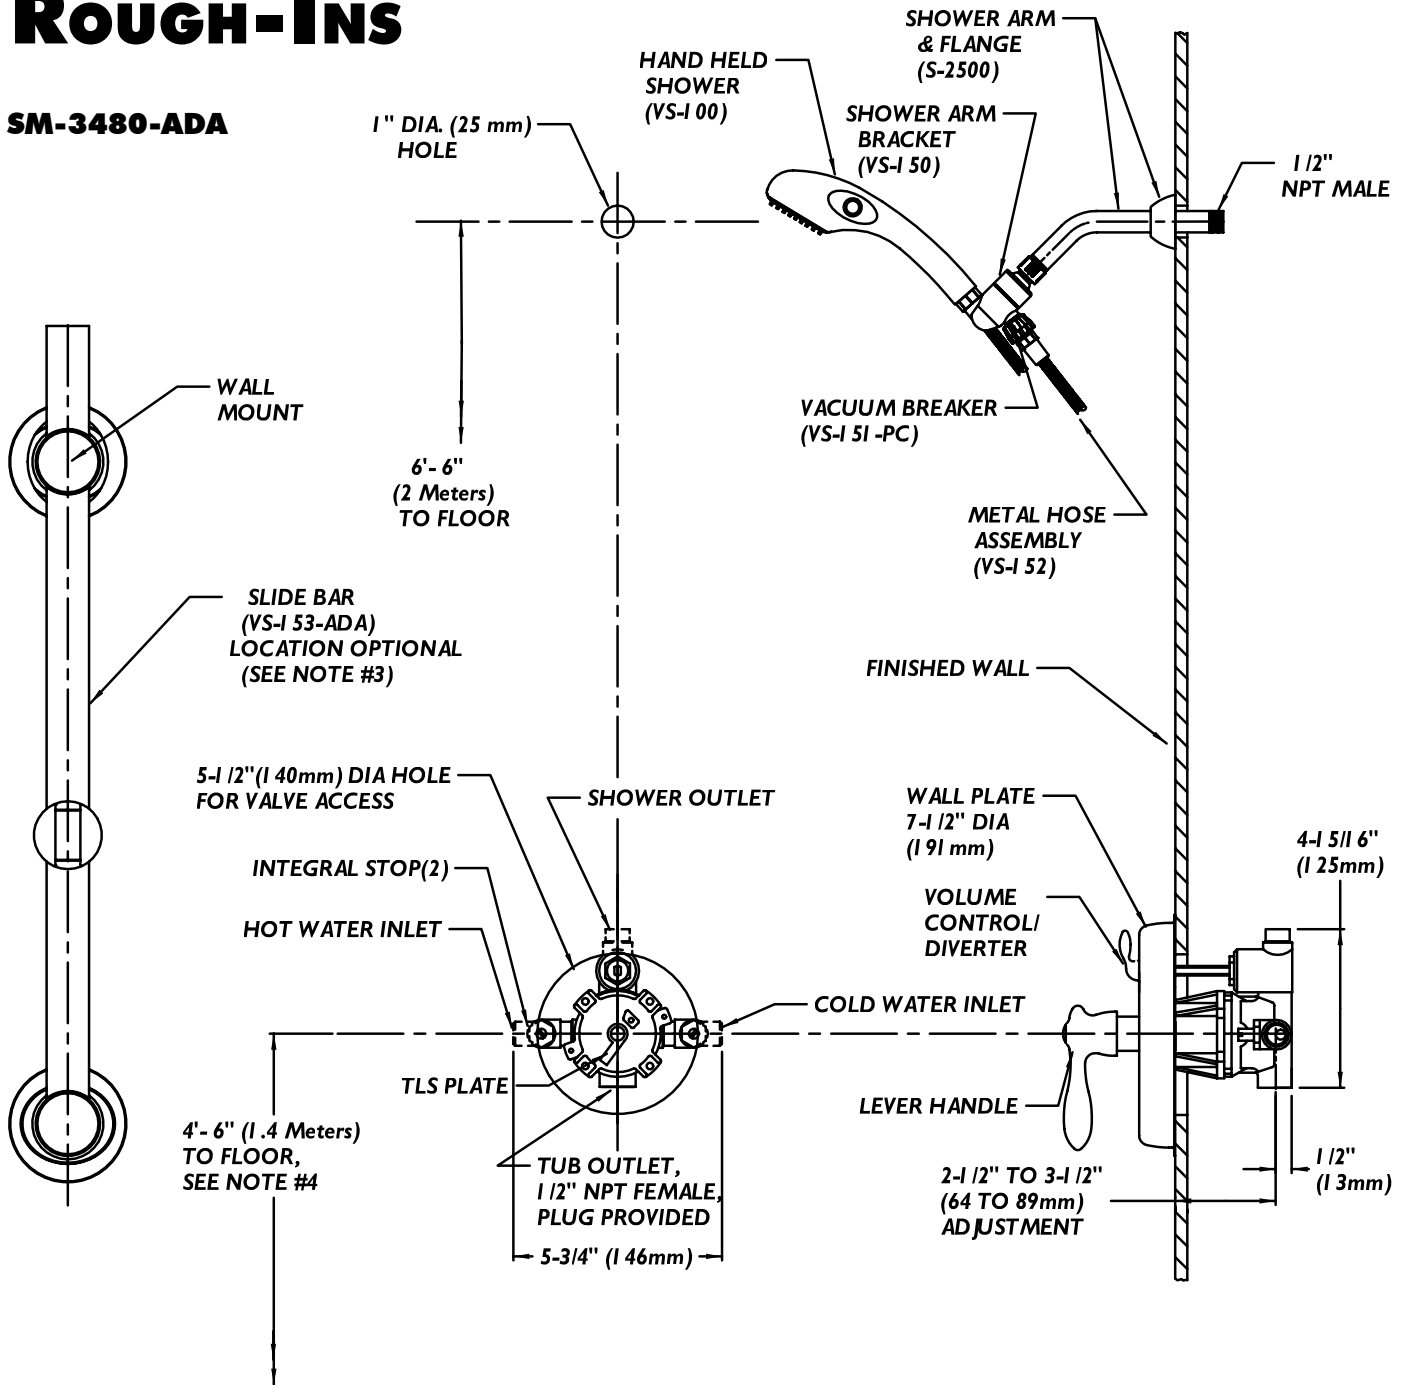 ROUGH-INS
SM-3480-ADA
1" DIA. (25 mm)
HOLE
HAND HELD
SHOWER
(VS-100)
SHOWER ARM
& FLANGE
(S-2500)
SHOWER ARM
BRACKET
(VS-150)
1/2"
NPT MALE
WALL
MOUNT
6'-6"
(2 Meters)
TO FLOOR
VACUUM BREAKER
(VS-151-PC)
METAL HOSE
ASSEMBLY
(VS-152)
SLIDE BAR
(VS-153-ADA)
LOCATION OPTIONAL
(SEE NOTE #3)
FINISHED WALL
5-1/2"(140mm) DIA HOLE
FOR VALVE ACCESS
SHOWER OUTLET
WALL PLATE
7-1/2" DIA
(191 mm)
4-15/16"
(125mm)
INTEGRAL STOP(2)
HOT WATER INLET
VOLUME
CONTROL/
DIVERTER
COLD WATER INLET
TLS PLATE
LEVER HANDLE
4'-6" (1.4 Meters)
TO FLOOR,
SEE NOTE #4
TUB OUTLET,
1/2" NPT FEMALE,
PLUG PROVIDED
5-3/4" (146mm)
2-1/2" TO 3-1/2"
(64 TO 89mm)
ADJUSTMENT
1/2"
(13mm)